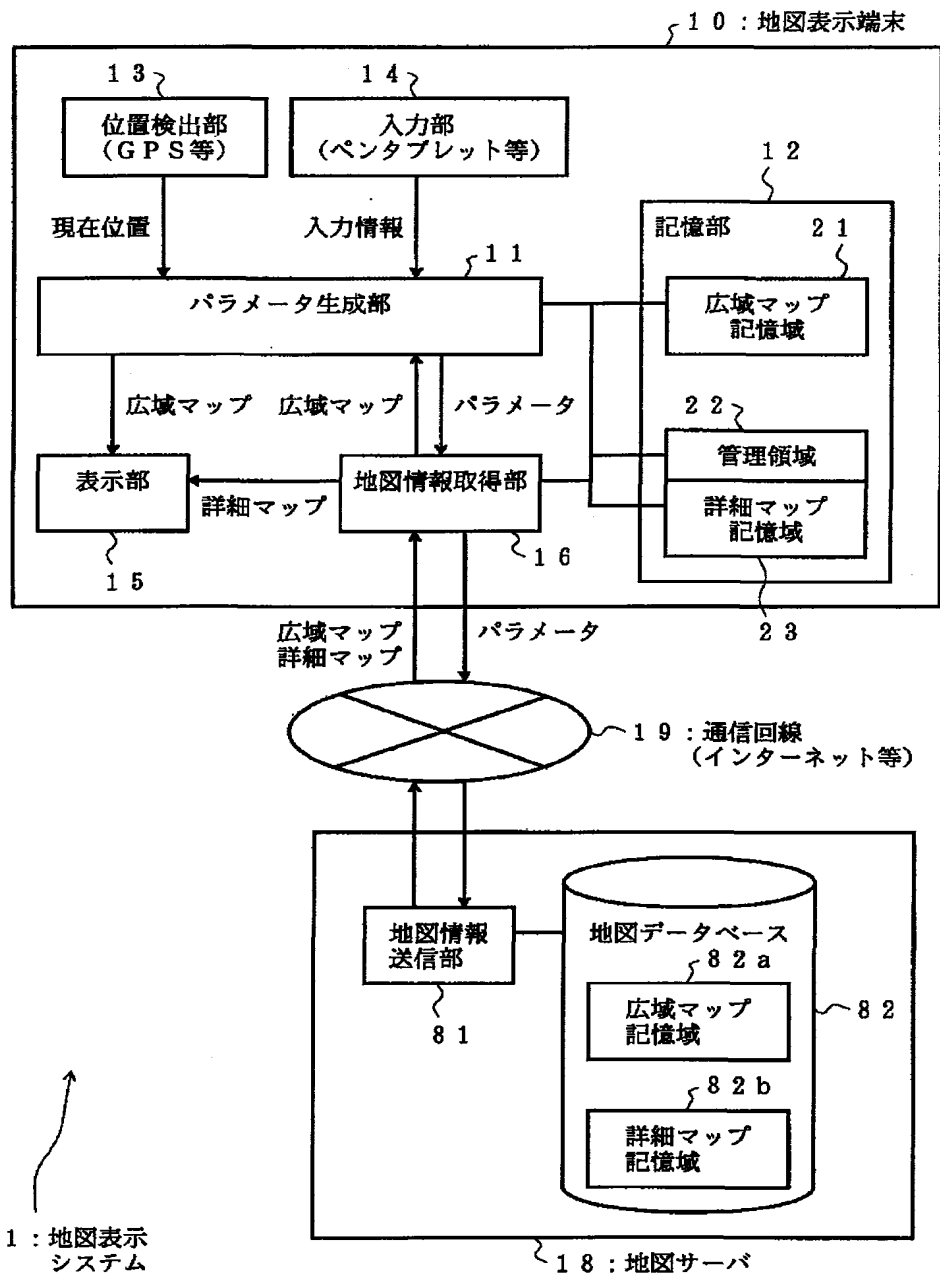 １０：地図表示端末
１３
１４
位置検出部
（ＧＰＳ等）
入力部
（ペンタブレット等）
１２
現在位置
入力情報
記憶部
２１
１１
パラメータ生成部
広域マップ
記憶域
広域マップ
広域マップ
パラメータ
２２
管理領域
表示部
地図情報取得部
詳細マップ
詳細マップ
記憶域
１５
１６
２３
広域マップ
詳細マップ
パラメータ
１９：通信回線
（インターネット等）
地図情報
送信部
８１
地図データベース
８２ａ
広域マップ
記憶域
８２
８２ｂ
詳細マップ
記憶域
１：地図表示
システム
１８：地図サーバ